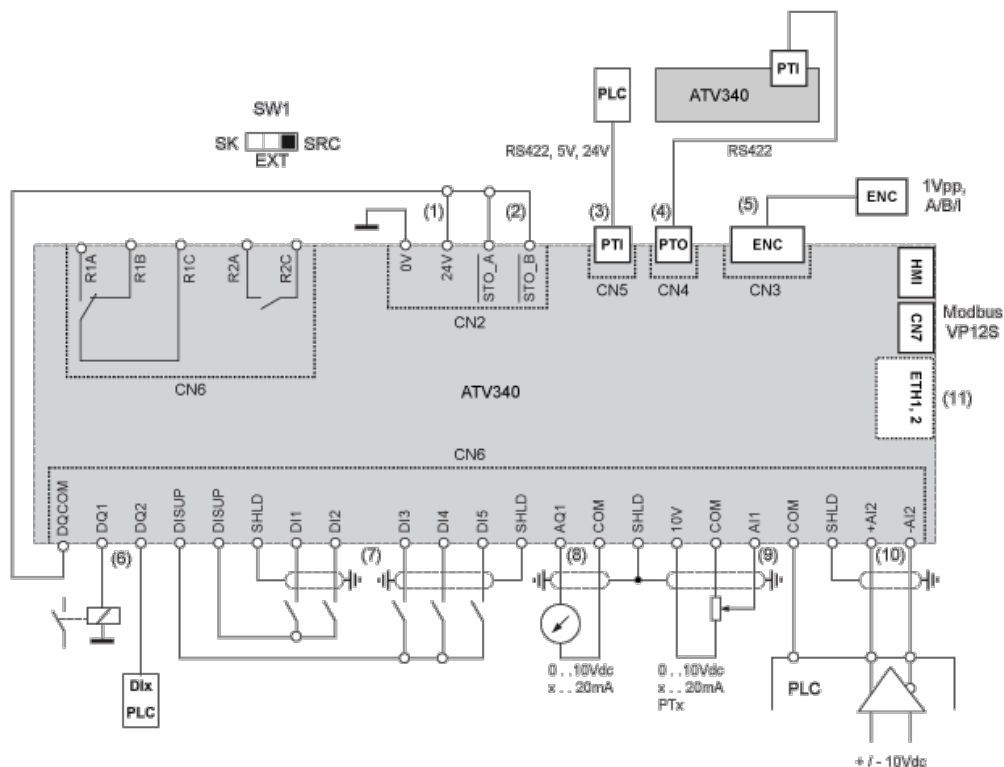 SW1
SK
SRC
EXT
PLC
PTI
ATV340
RS422, 5V, 24V
RS422
(1)
(2)
(3)
(4)
(5)
ENC
1Vpp,
A/B/I
R1A
R1B
R1C
R2A
R2C
0V
24V
STO_A
STO_B
PTI
PTO
ENC
CN5
CN4
CN3
CN2
CN6
HMI
CN7
Modbus
VP12S
ETH1, 2
(11)
ATV340
CN6
DQCOM
DQ1
DQ2
DISUP
DISUP
SHLD
DI1
DI2
DI3
DI4
DI5
SHLD
AQ1
COM
SHLD
10V
COM
AI1
COM
SHLD
+AI2
-AI2
(6)
(7)
(8)
(9)
(10)
DIx
PLC
0 . . 10Vdc
x . . 20mA
0 . . 10Vdc
x . . 20mA
PTx
PLC
+ / - 10Vdc